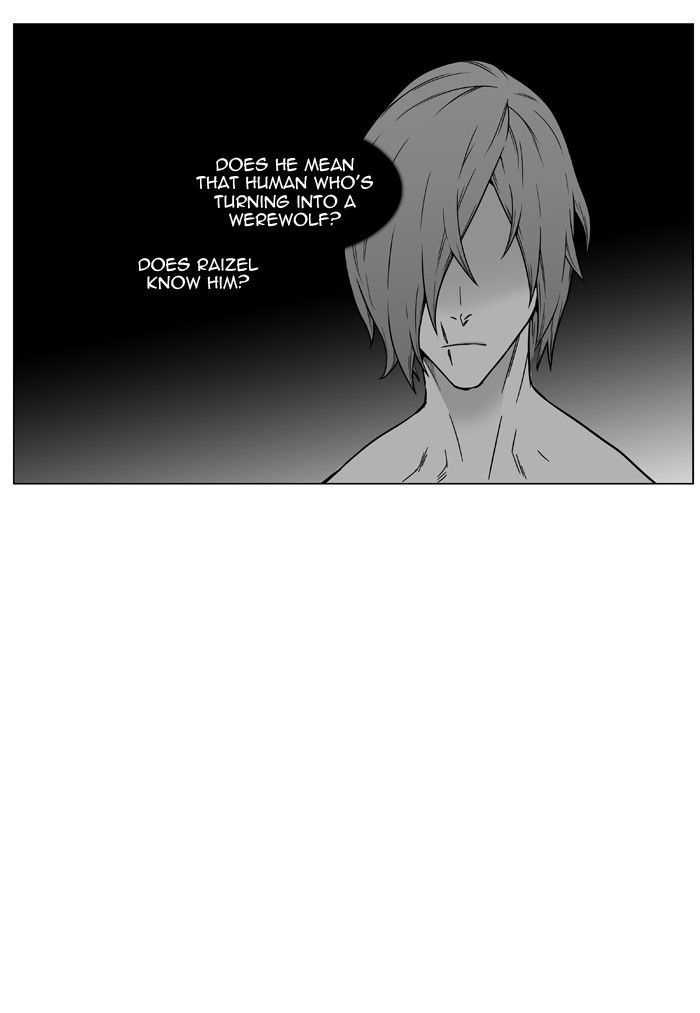 DOES HE MEAN
THAT HUMAN WHO'S
TURNING INTO A
WEREWOLF?
DOES RAIZEL
KNOW HIM?